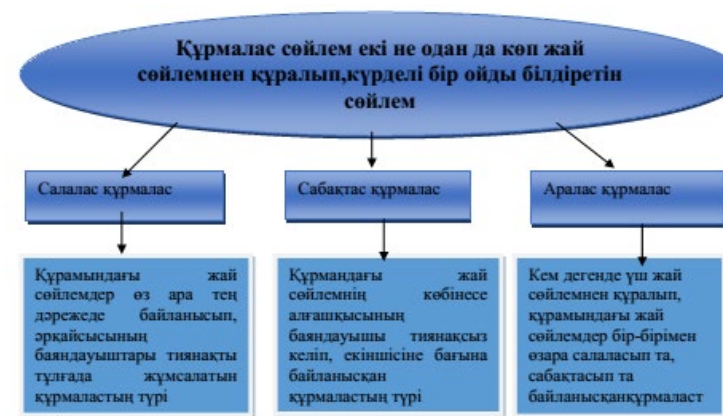 Құрмалас сөйлем екі не одан да көп жай
сөйлемнен құралып,күрделі бір ойды білдіретін
сөйлем
Салалас құрмалас
Сабақтас құрмалас
Аралас құрмалас
Құрамындағы жай
сөйлемдер өз ара тең
дәрежеде байланысып,
әрқайсысының
баяндауыштары тиянақты
тұлғада жұмсалатын
құрмаластың түрі
Құрмандағы жай
сөйлемнің көбінесе
алғашқысының
баяндауышы тиянақсыз
келіп, екіншісіне бағына
байланысқан
құрмаластың түрі
Кем дегенде үш жай
сөйлемнен құралып,
құрамындағы жай
сөйлемдер бір-бірімен
өзара салаласып та,
сабақтасып та
байланысқанқұрмаласт